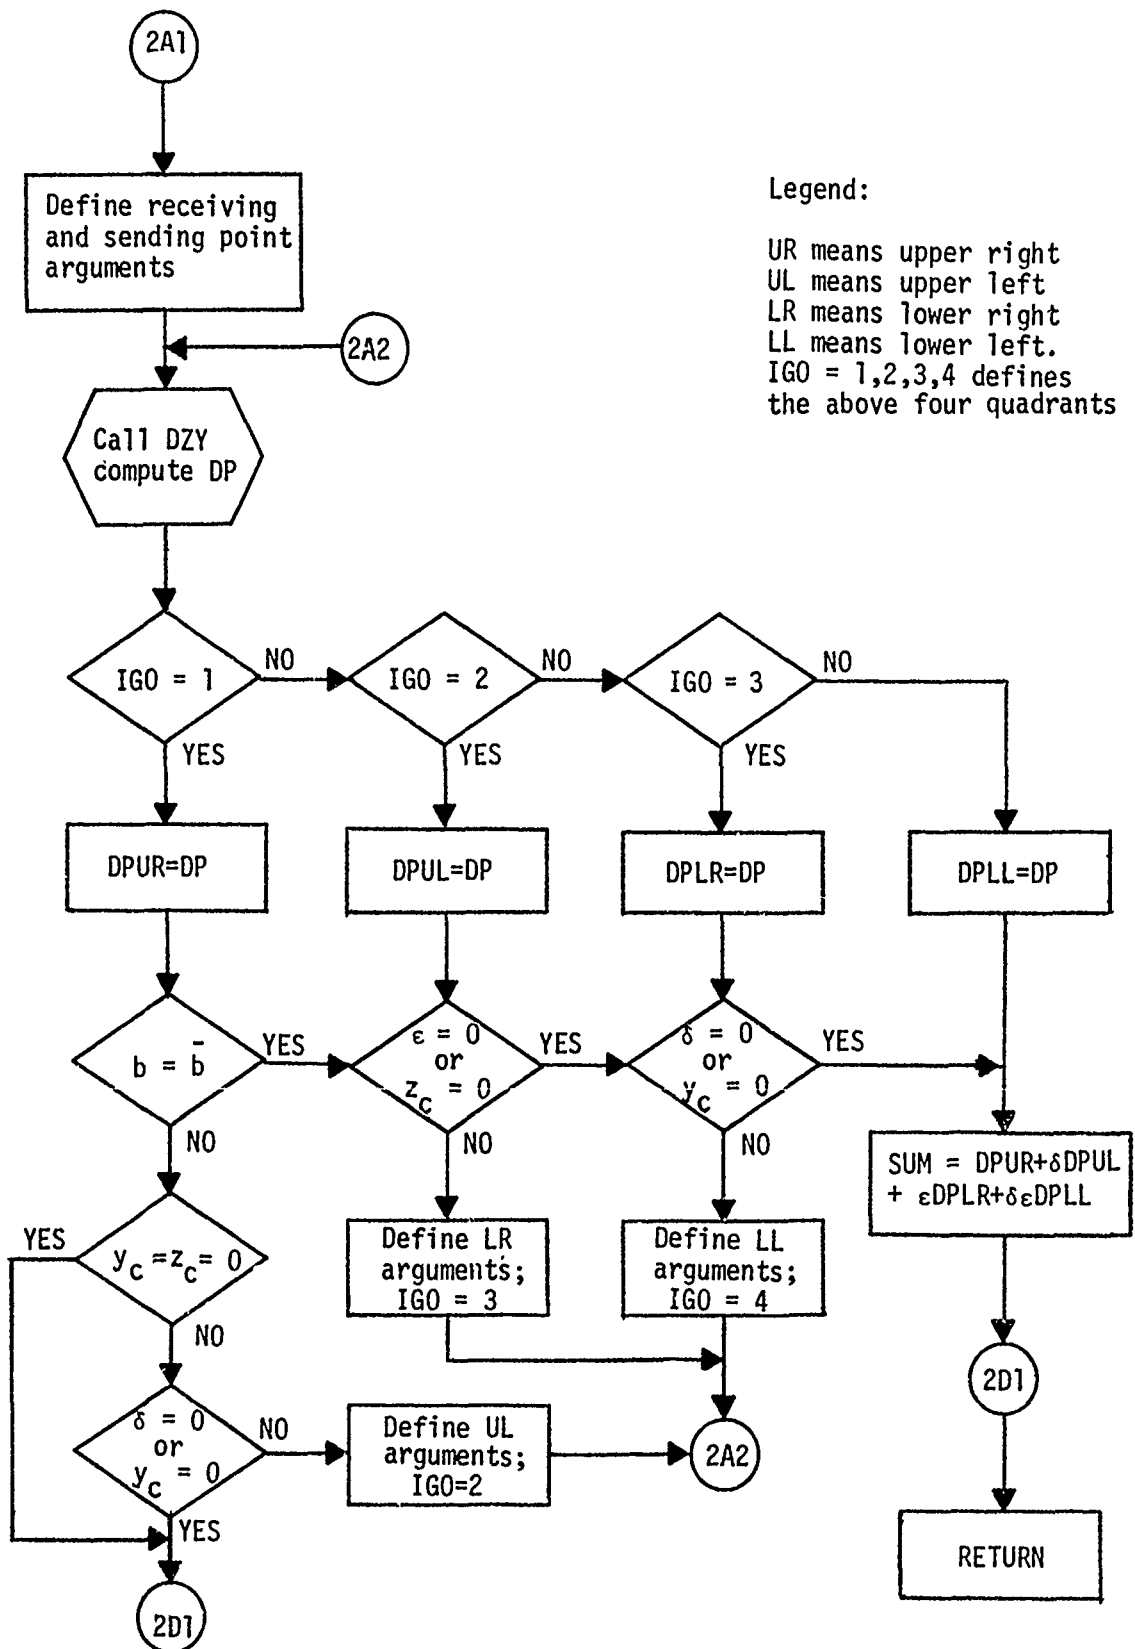 2A1
Define receiving
and sending point
arguments
Legend:
UR means upper right
UL means upper left
LR means lower right
LL means lower left.
IGO = 1,2,3,4 defines
the above four quadrants
2A2
Call DZY
compute DP
IGO = 1
NO
YES
IGO = 2
NO
YES
IGO = 3
NO
YES
DPUR=DP
DPUL=DP
DPLR=DP
DPLL=DP
b = b̄
YES
NO
ε = 0
or
z_c = 0
YES
NO
δ = 0
or
y_c = 0
YES
NO
SUM = DPUR+δDPUL
+ εDPLR+δεDPLL
YES
y_c = z_c = 0
NO
Define LR
arguments;
IGO = 3
Define LL
arguments;
IGO = 4
2D1
δ = 0
or
y_c = 0
NO
YES
Define UL
arguments;
IGO=2
2A2
RETURN
2D1